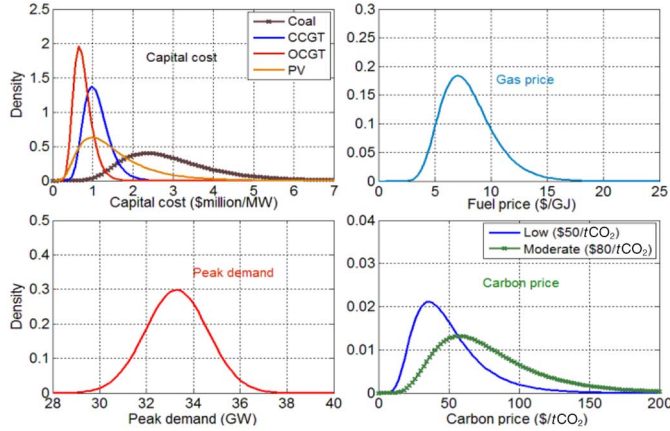 Density
2.5
2
1.5
1
0.5
0
Capital cost
Coal
CCGT
OCGT
PV
0 1 2 3 4 5 6 7
Capital cost ($million/MW)
0.3
0.25
0.2
0.15
0.1
0.05
0
Gas price
0 5 10 15 20 25
Fuel price ($/GJ)
Density
0.5
0.4
0.3
0.2
0.1
0
Peak demand
28 30 32 34 36 38 40
Peak demand (GW)
0.04
0.03
0.02
0.01
0.00
Low ($50/tCO₂)
Moderate ($80/tCO₂)
Carbon price
0 50 100 150 200
Carbon price ($/tCO₂)